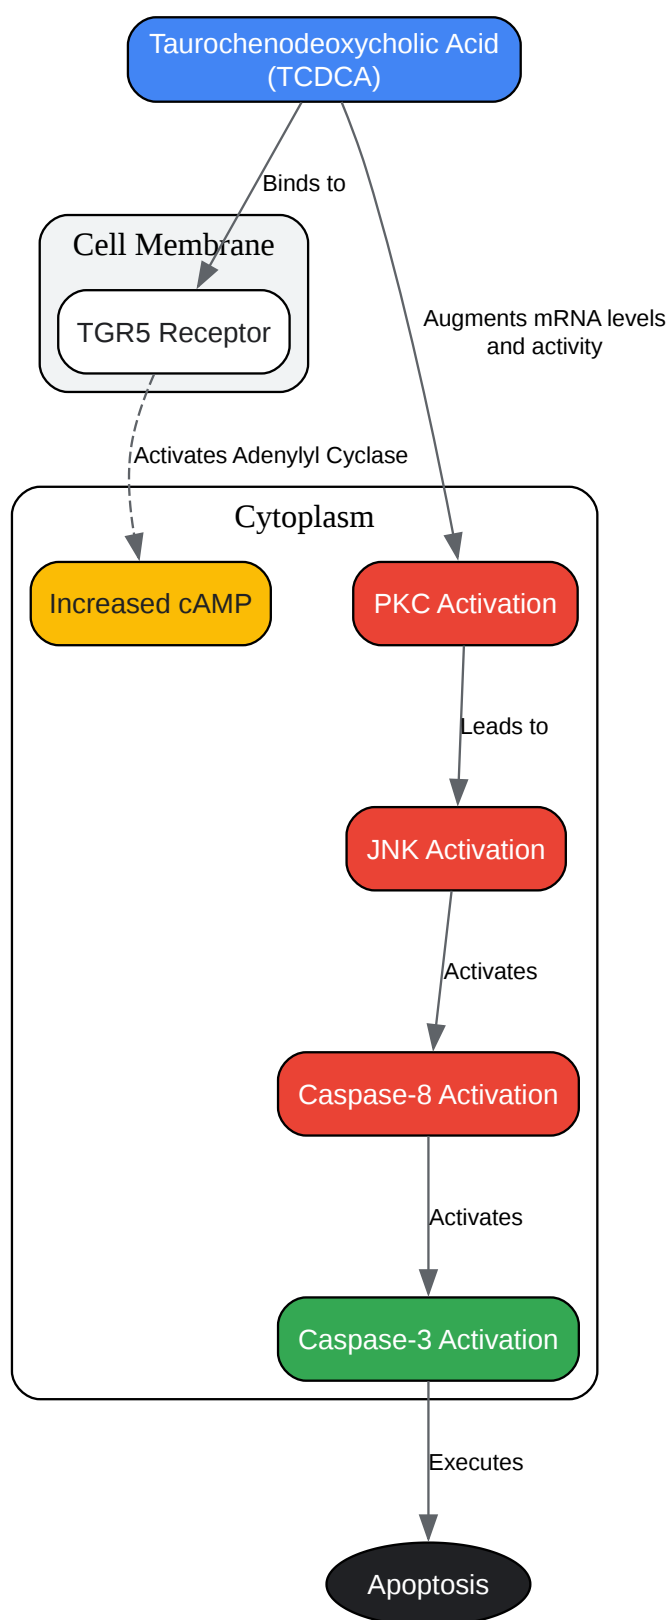 Taurochenodeoxycholic Acid
(TCDCA)
Binds to
Cell Membrane
TGR5 Receptor
Augments mRNA levels
and activity
Activates Adenylyl Cyclase
Cytoplasm
Increased cAMP
PKC Activation
Leads to
JNK Activation
Activates
Caspase-8 Activation
Activates
Caspase-3 Activation
Executes
Apoptosis